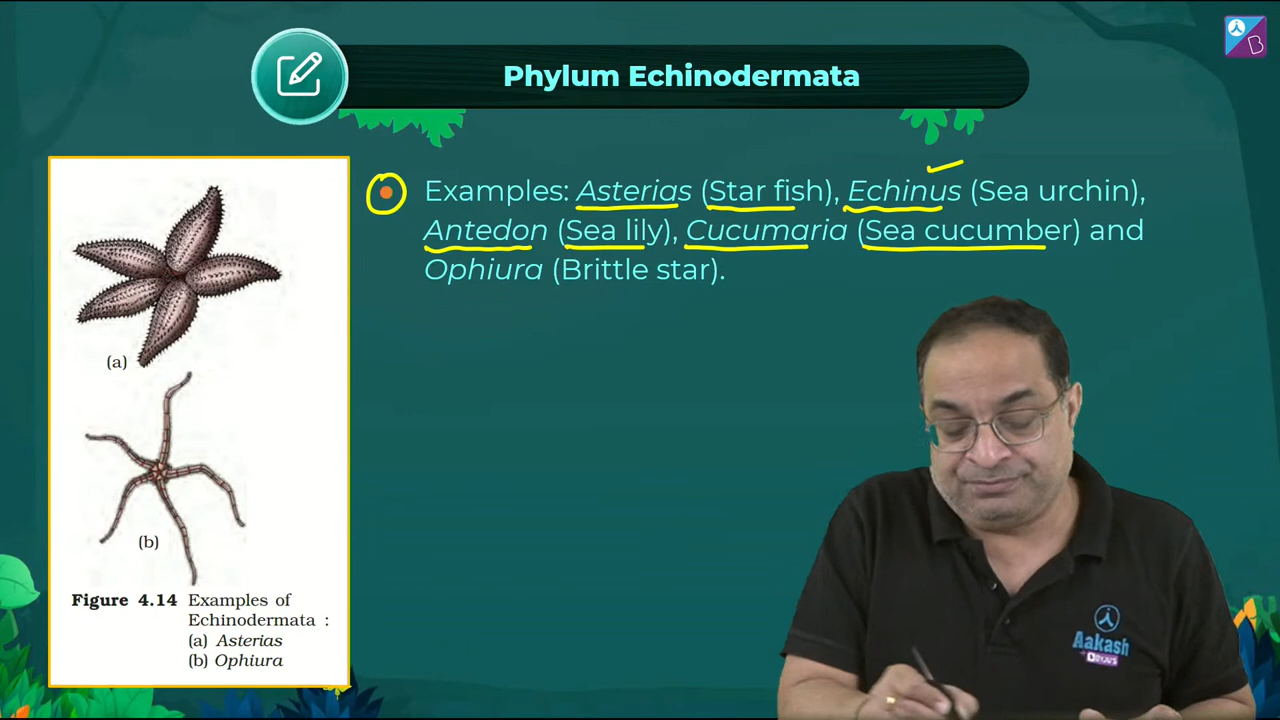 Phylum Echinodermata
Examples: Asterias (Star fish), Echinus (Sea urchin),
Antedon (Sea lily), Cucumaria (Sea cucumber) and
Ophiura (Brittle star).
(a)
(b)
Figure 4.14 Examples of
Echinodermata :
(a) Asterias
(b) Ophiura
Aakash
BYJU'S
B